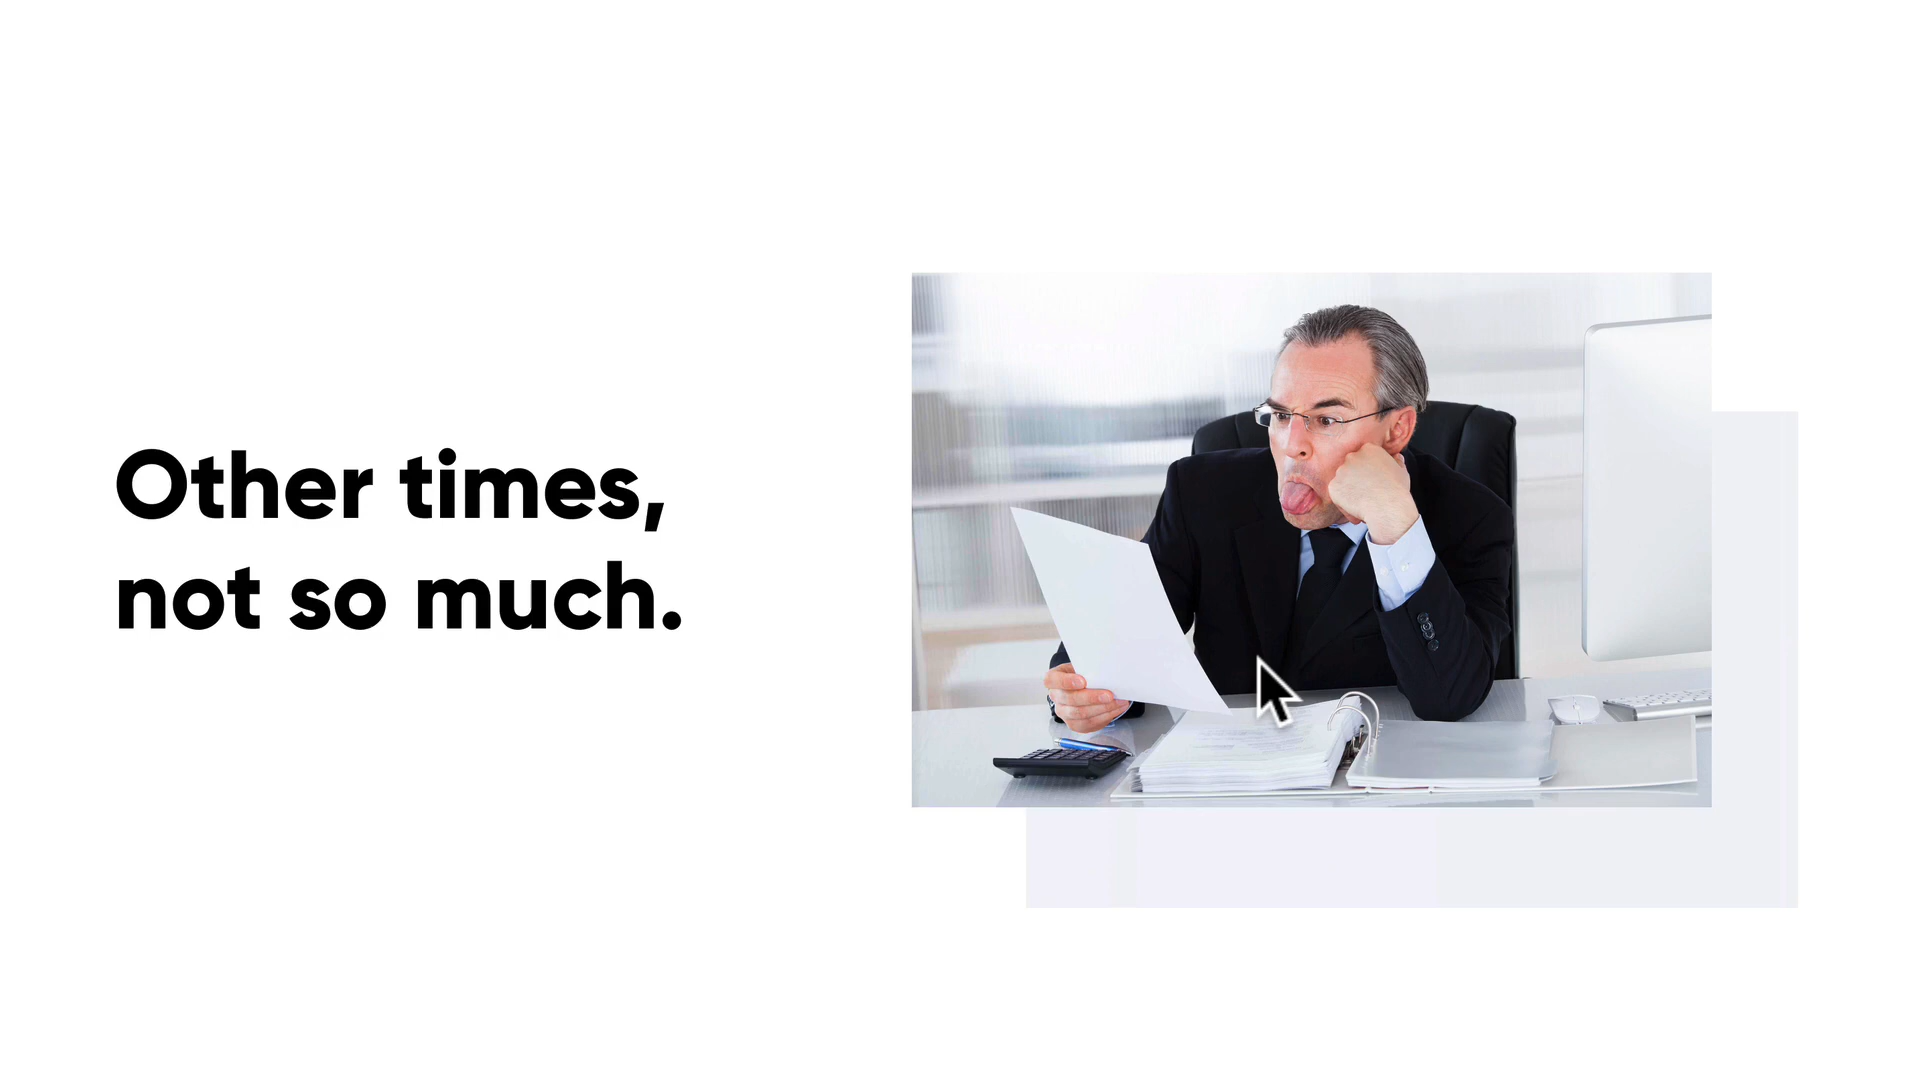 Other times,
not so much.